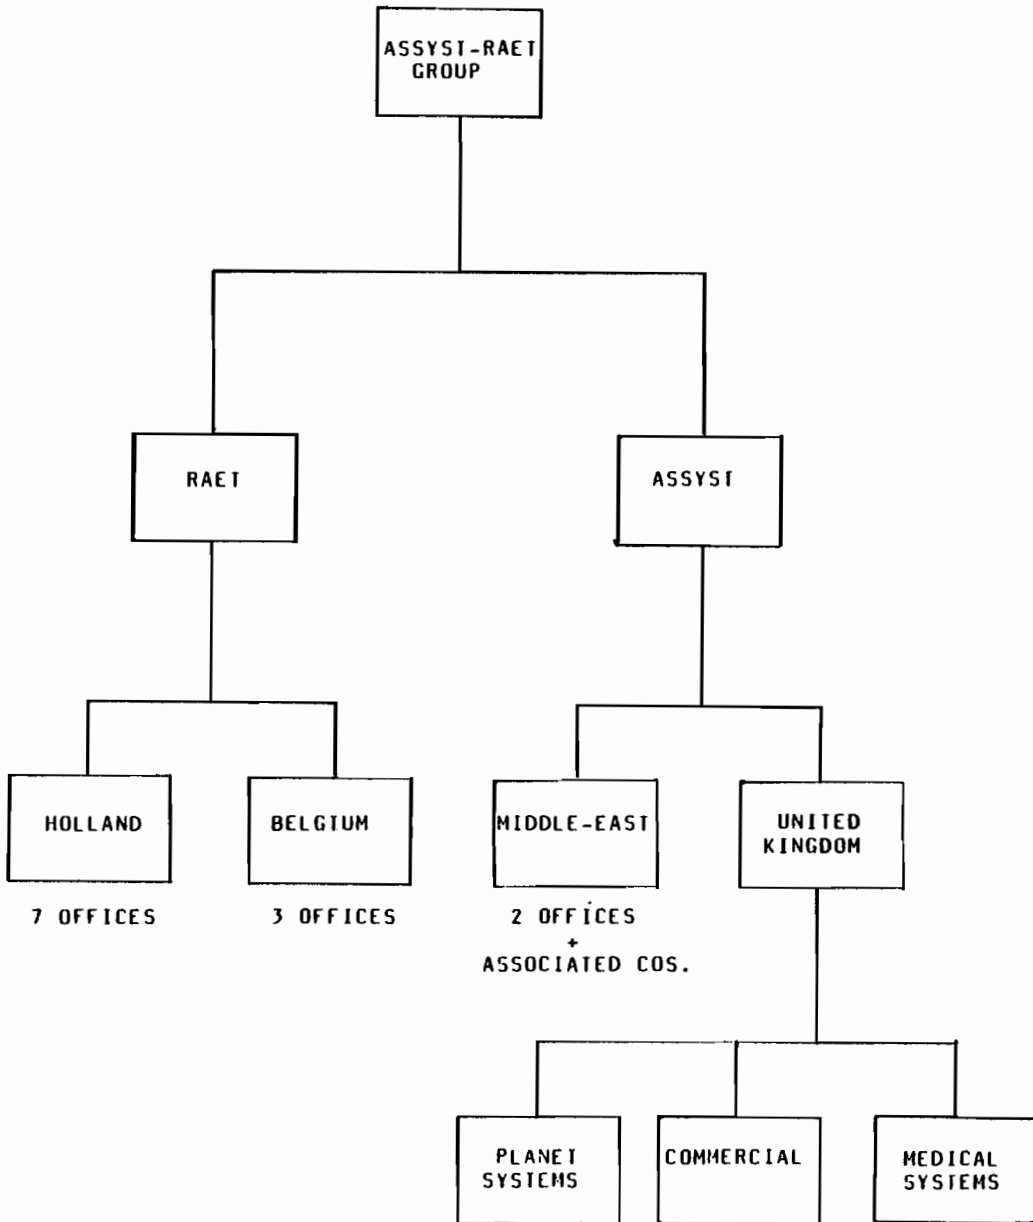 ASSYST-RAET
GROUP
RAET
ASSYST
HOLLAND
BELGIUM
MIDDLE-EAST
UNITED
KINGDOM
7 OFFICES
3 OFFICES
2 OFFICES
+
ASSOCIATED COS.
PLANET
SYSTEMS
COMMERCIAL
MEDICAL
SYSTEMS